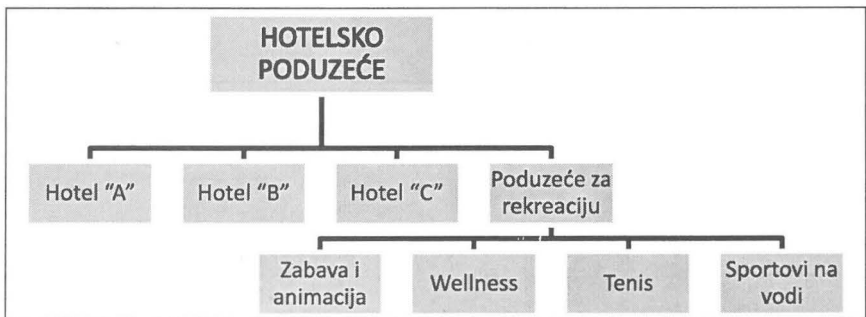 HOTELSKO
PODUZEĆE
Hotel “A”
Hotel “B”
Hotel “C”
Poduzeće za
rekreaciju
Zabava i
animacija
Wellness
Tenis
Sportovi na
vodi